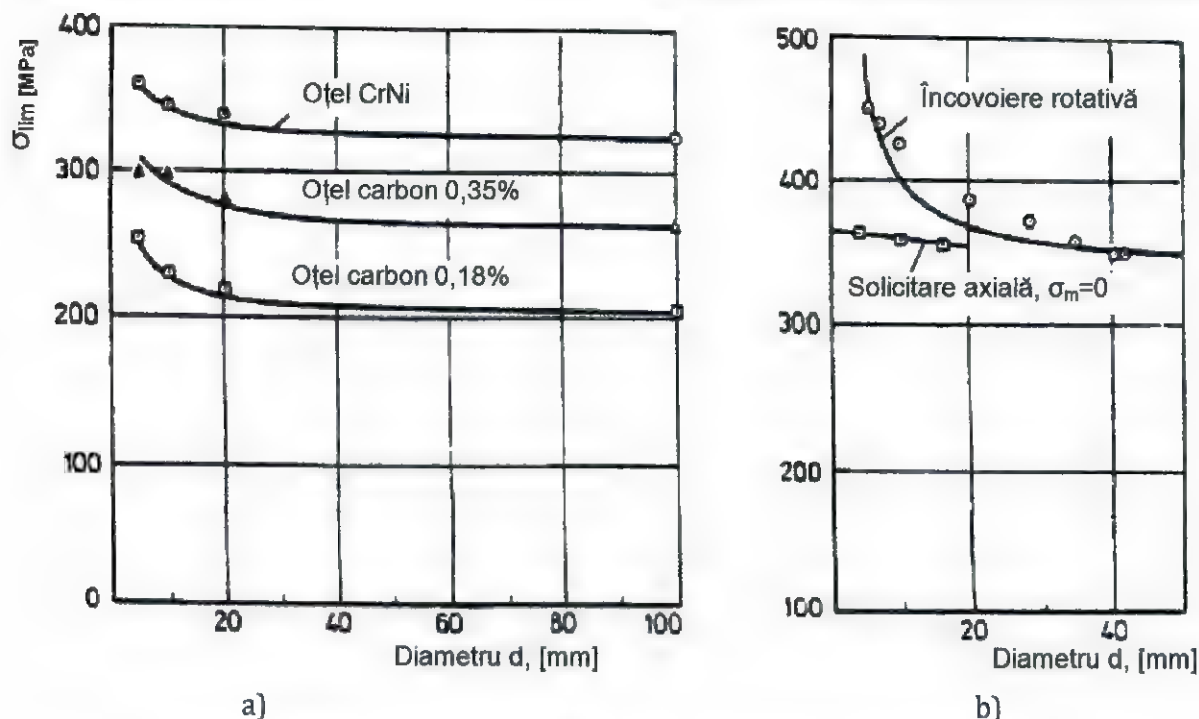 400
300
200
100
0
σlim [MPa]
Oțel CrNi
Oțel carbon 0,35%
Oțel carbon 0,18%
20
40
60
80
100
Diametru d, [mm]
a)
500
400
300
200
100
Încovoiere rotativă
Solicitare axială, σm=0
20
40
Diametru d, [mm]
b)